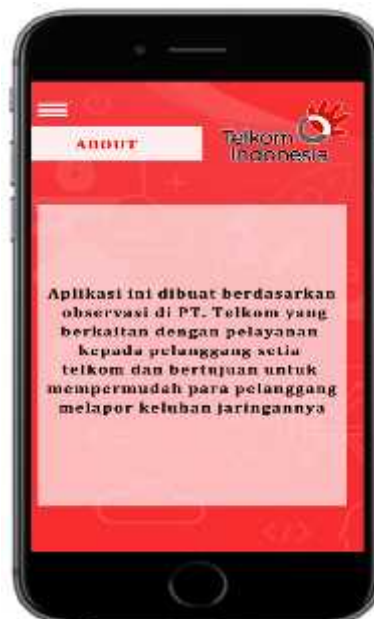 ABOUT
Telkom
Indonesia
Aplikasi ini dibuat berdasarkan
observasi di PT. Telkom yang
berkaitan dengan pelayanan
kepada pelanggang setia
telkom dan bertujuan untuk
mempermudah para pelanggang
melapor keluhan jaringannya